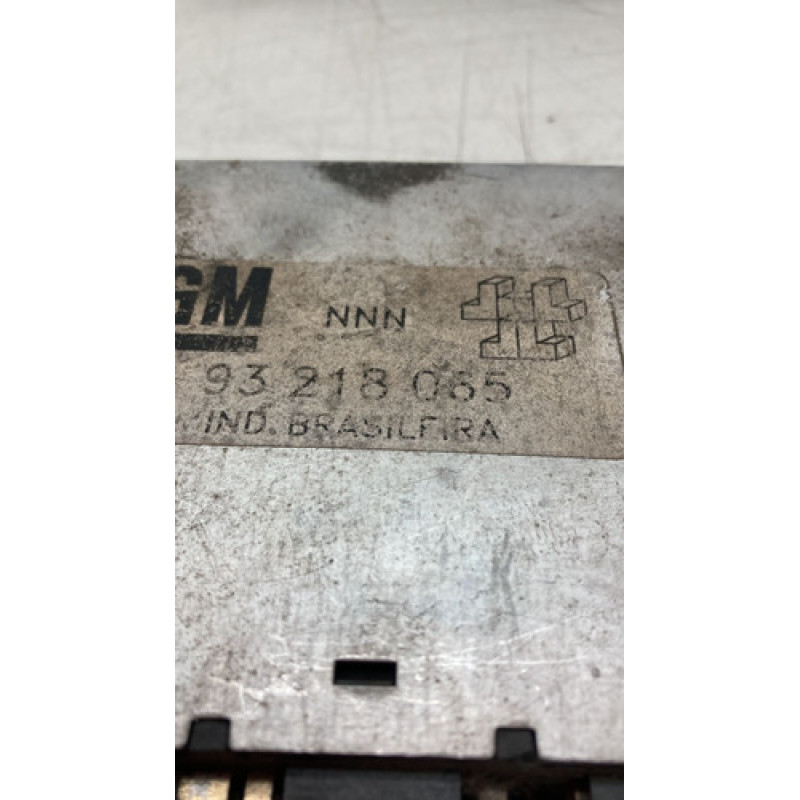 GM
NNN
93 218 065
IND. BRASILEIRA